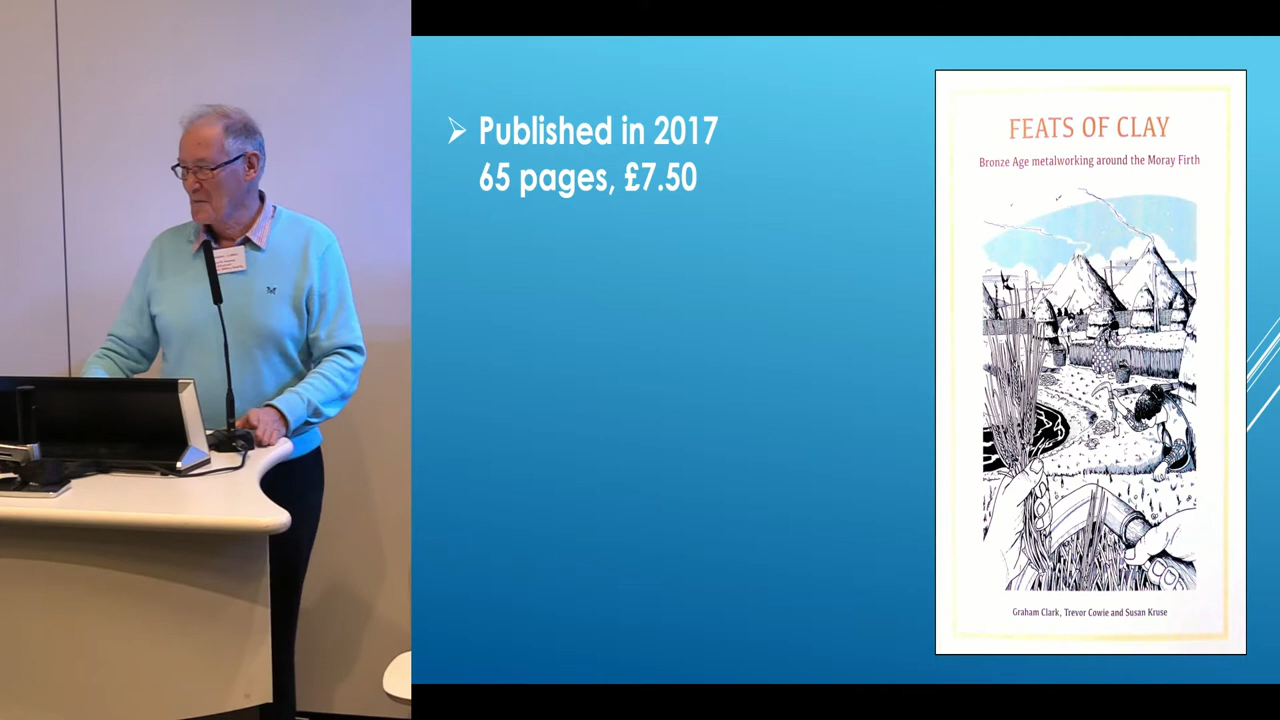 Published in 2017
65 pages, £7.50
FEATS OF CLAY
Bronze Age metalworking around the Moray Firth
Graham Clark, Trevor Cowie and Susan Kruse